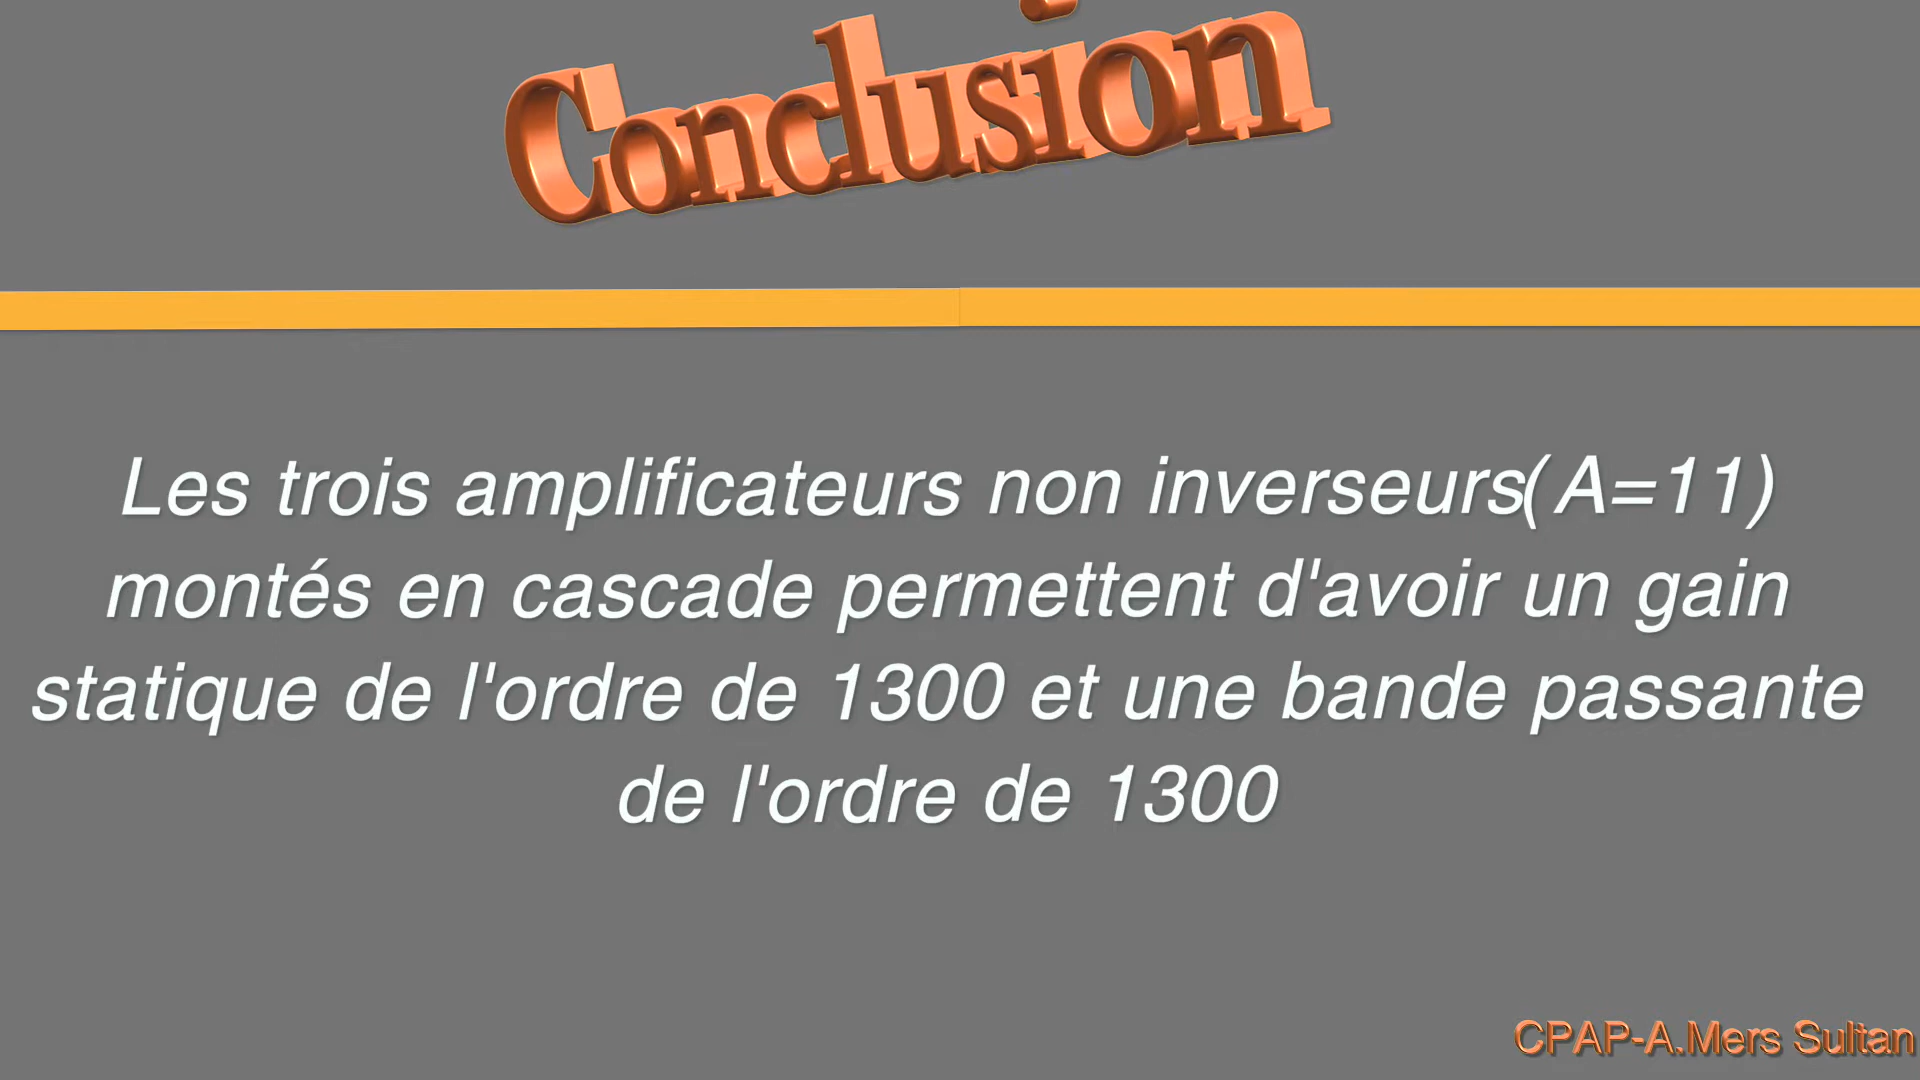 Conclusion
Les trois amplificateurs non inverseurs(A=11)
montés en cascade permettent d'avoir un gain
statique de l'ordre de 1300 et une bande passante
de l'ordre de 1300
CPAP-A.Mers Sultan